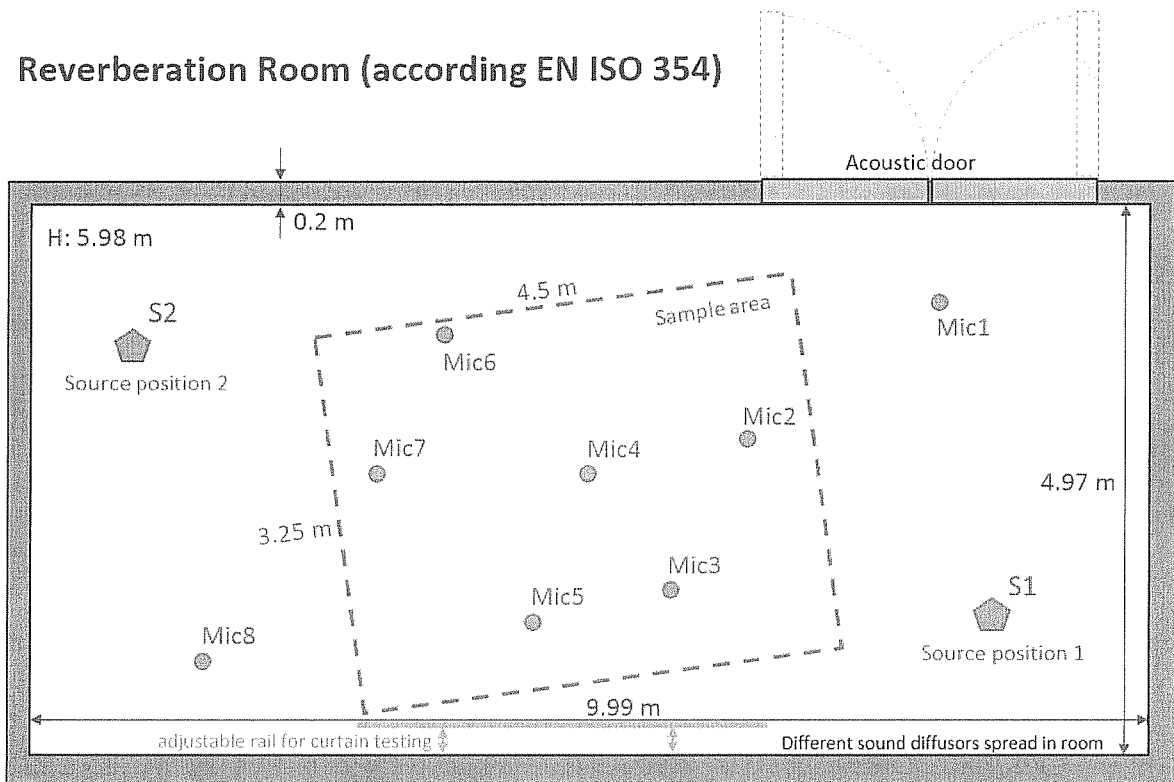 Reverberation Room (according EN ISO 354)
Acoustic door
0.2 m
H: 5.98 m
4.5 m
Sample area
S2
Mic1
Mic6
Source position 2
Mic2
Mic7
Mic4
4.97 m
3.25 m
Mic3
S1
Mic5
Mic8
Source position 1
9.99 m
adjustable rail for curtain testing
Different sound diffusors spread in room